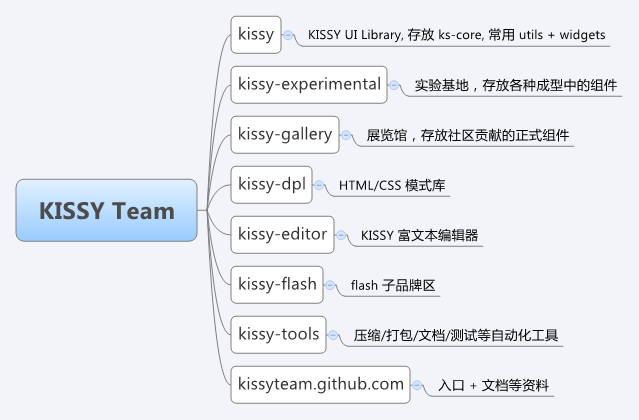 KISSY Team
kissy
KISSY UI Library, 存放 ks-core, 常用 utils + widgets
kissy-experimental
实验基地，存放各种成型中的组件
kissy-gallery
展览馆，存放社区贡献的正式组件
kissy-dpl
HTML/CSS 模式库
kissy-editor
KISSY 富文本编辑器
kissy-flash
flash 子品牌区
kissy-tools
压缩/打包/文档/测试等自动化工具
kissyteam.github.com
入口 + 文档等资料